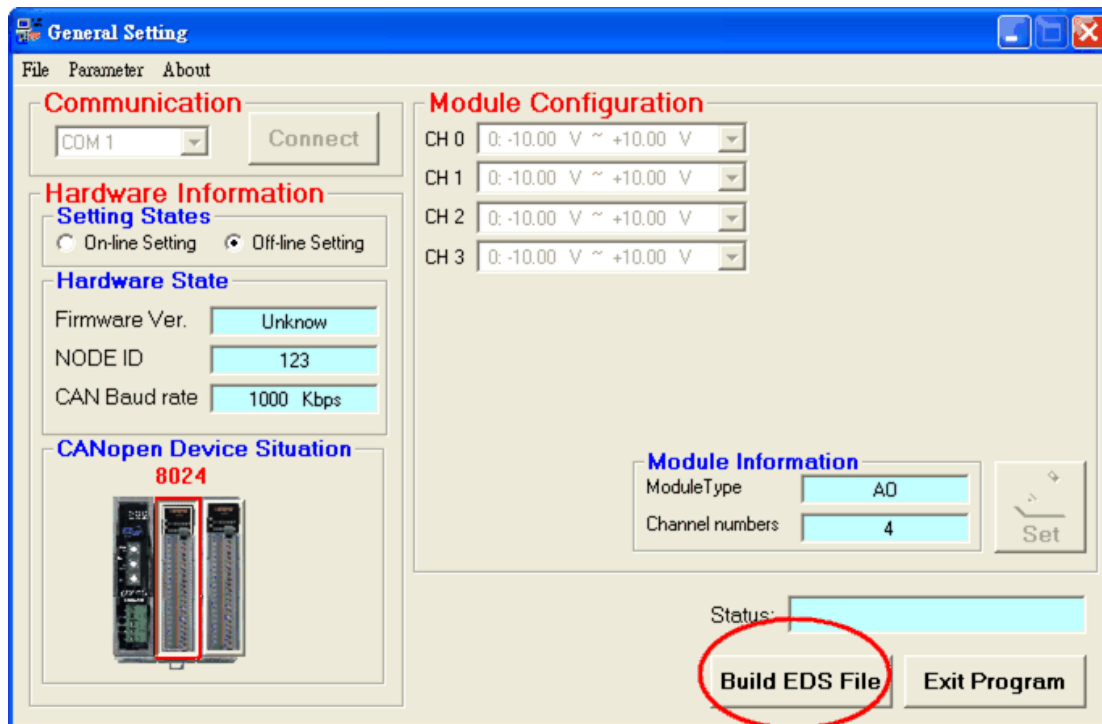 General Setting
File Parameter About
Communication
COM 1
Connect
Hardware Information
Setting States
On-line Setting
Off-line Setting
Hardware State
Firmware Ver.
Unknow
NODE ID
123
CAN Baud rate
1000 Kbps
CANopen Device Situation
8024
Module Configuration
CH 0
0: -10.00 V ~ +10.00 V
CH 1
0: -10.00 V ~ +10.00 V
CH 2
0: -10.00 V ~ +10.00 V
CH 3
0: -10.00 V ~ +10.00 V
Module Information
ModuleType
AO
Channel numbers
4
Set
Status:
Build EDS File
Exit Program